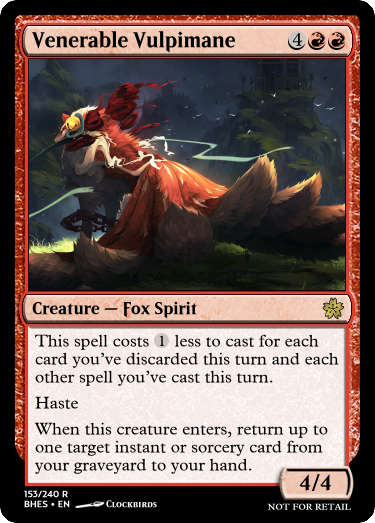 Venerable Vulpimane 4
Creature — Fox Spirit
This spell costs 1 less to cast for each
card you've discarded this turn and each
other spell you've cast this turn.
Haste
When this creature enters, return up to
one target instant or sorcery card from
your graveyard to your hand.
4/4
153/240 R
BHES • EN CLOCKBIRDS
NOT FOR RETAIL